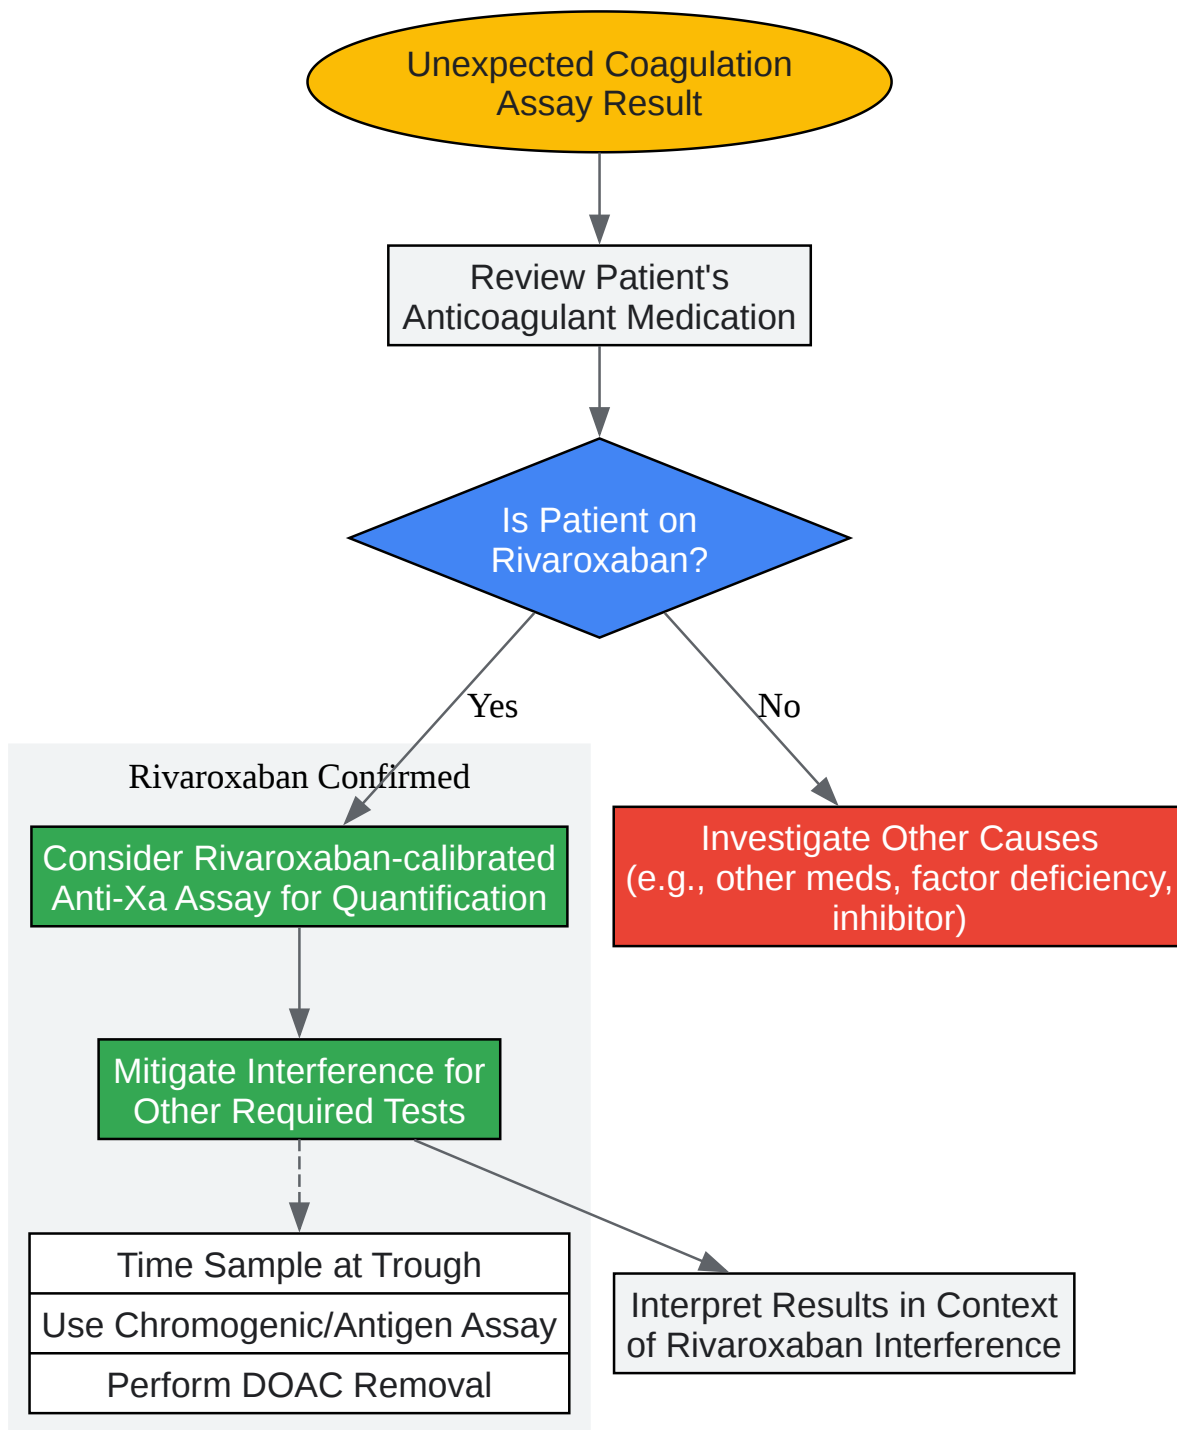 Unexpected Coagulation
Assay Result
Review Patient's
Anticoagulant Medication
Is Patient on
Rivaroxaban?
Yes
No
Rivaroxaban Confirmed
Consider Rivaroxaban-calibrated
Anti-Xa Assay for Quantification
Investigate Other Causes
(e.g., other meds, factor deficiency,
inhibitor)
Mitigate Interference for
Other Required Tests
Time Sample at Trough
Use Chromogenic/Antigen Assay
Perform DOAC Removal
Interpret Results in Context
of Rivaroxaban Interference